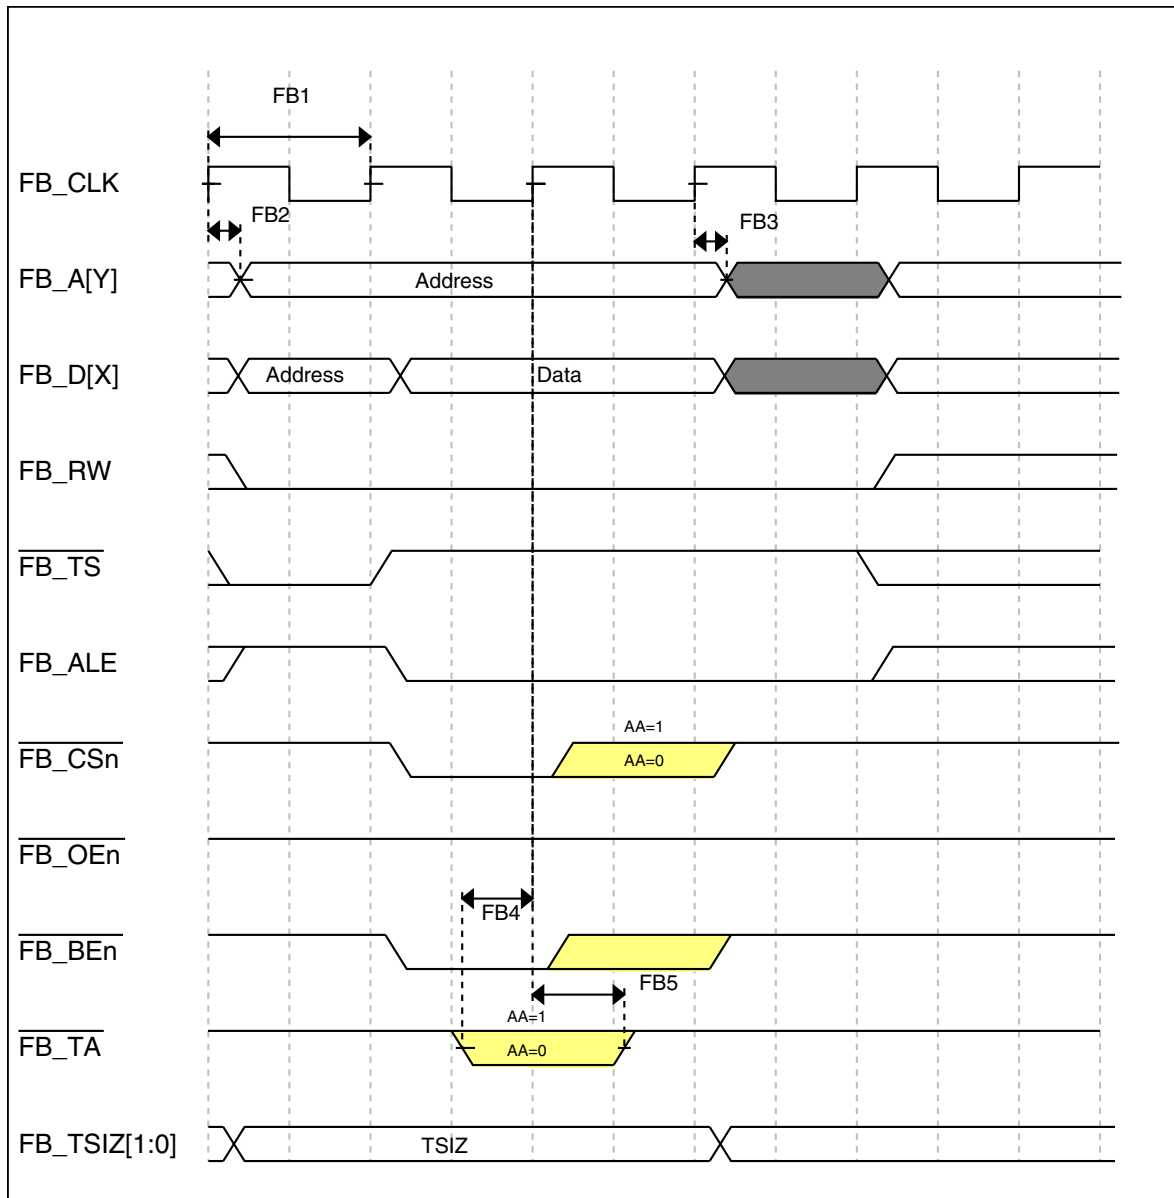 FB1
FB_CLK
FB2
FB3
FB_A[Y]
Address
FB_D[X]
Address
Data
FB_RW
FB_TS
FB_ALE
AA=1
FB_CSn
AA=0
FB_OEn
FB4
FB_BEn
FB5
AA=1
FB_TA
AA=0
FB_TSIZ[1:0]
TSIZ